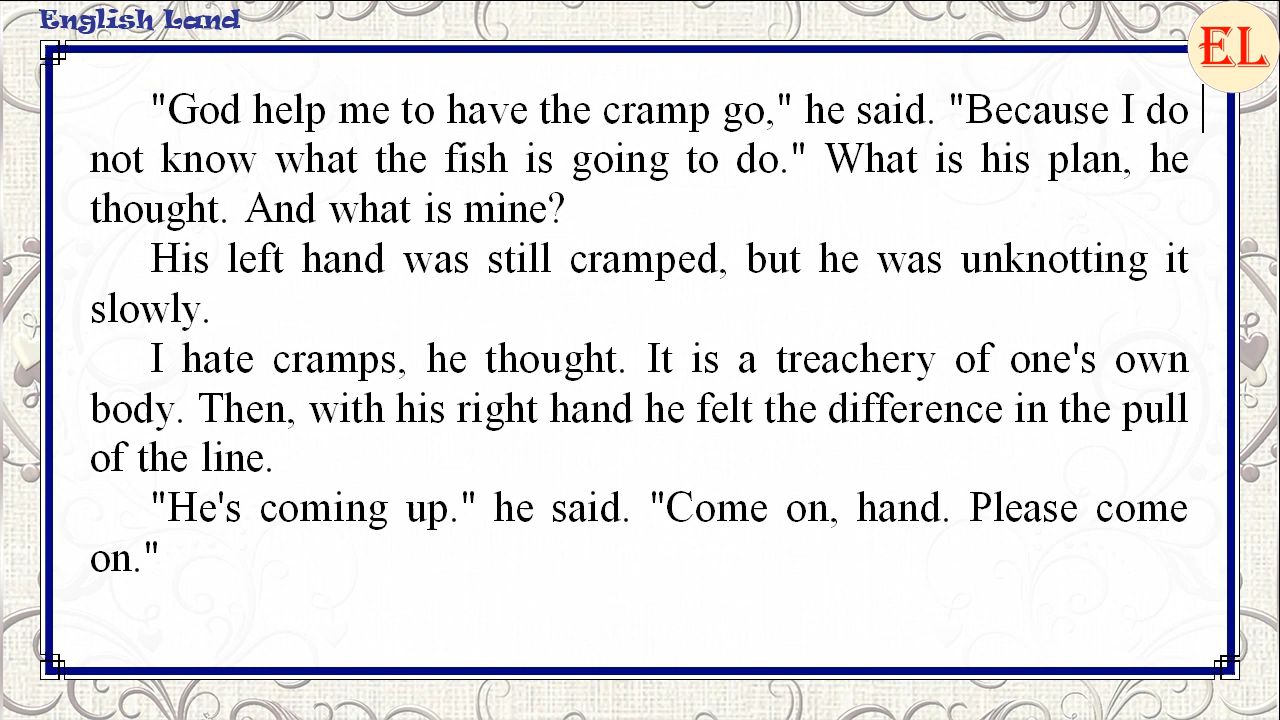 English Land
EL
"God help me to have the cramp go," he said. "Because I do
not know what the fish is going to do." What is his plan, he
thought. And what is mine?
His left hand was still cramped, but he was unknotting it
slowly.
I hate cramps, he thought. It is a treachery of one's own
body. Then, with his right hand he felt the difference in the pull
of the line.
"He's coming up." he said. "Come on, hand. Please come
on."